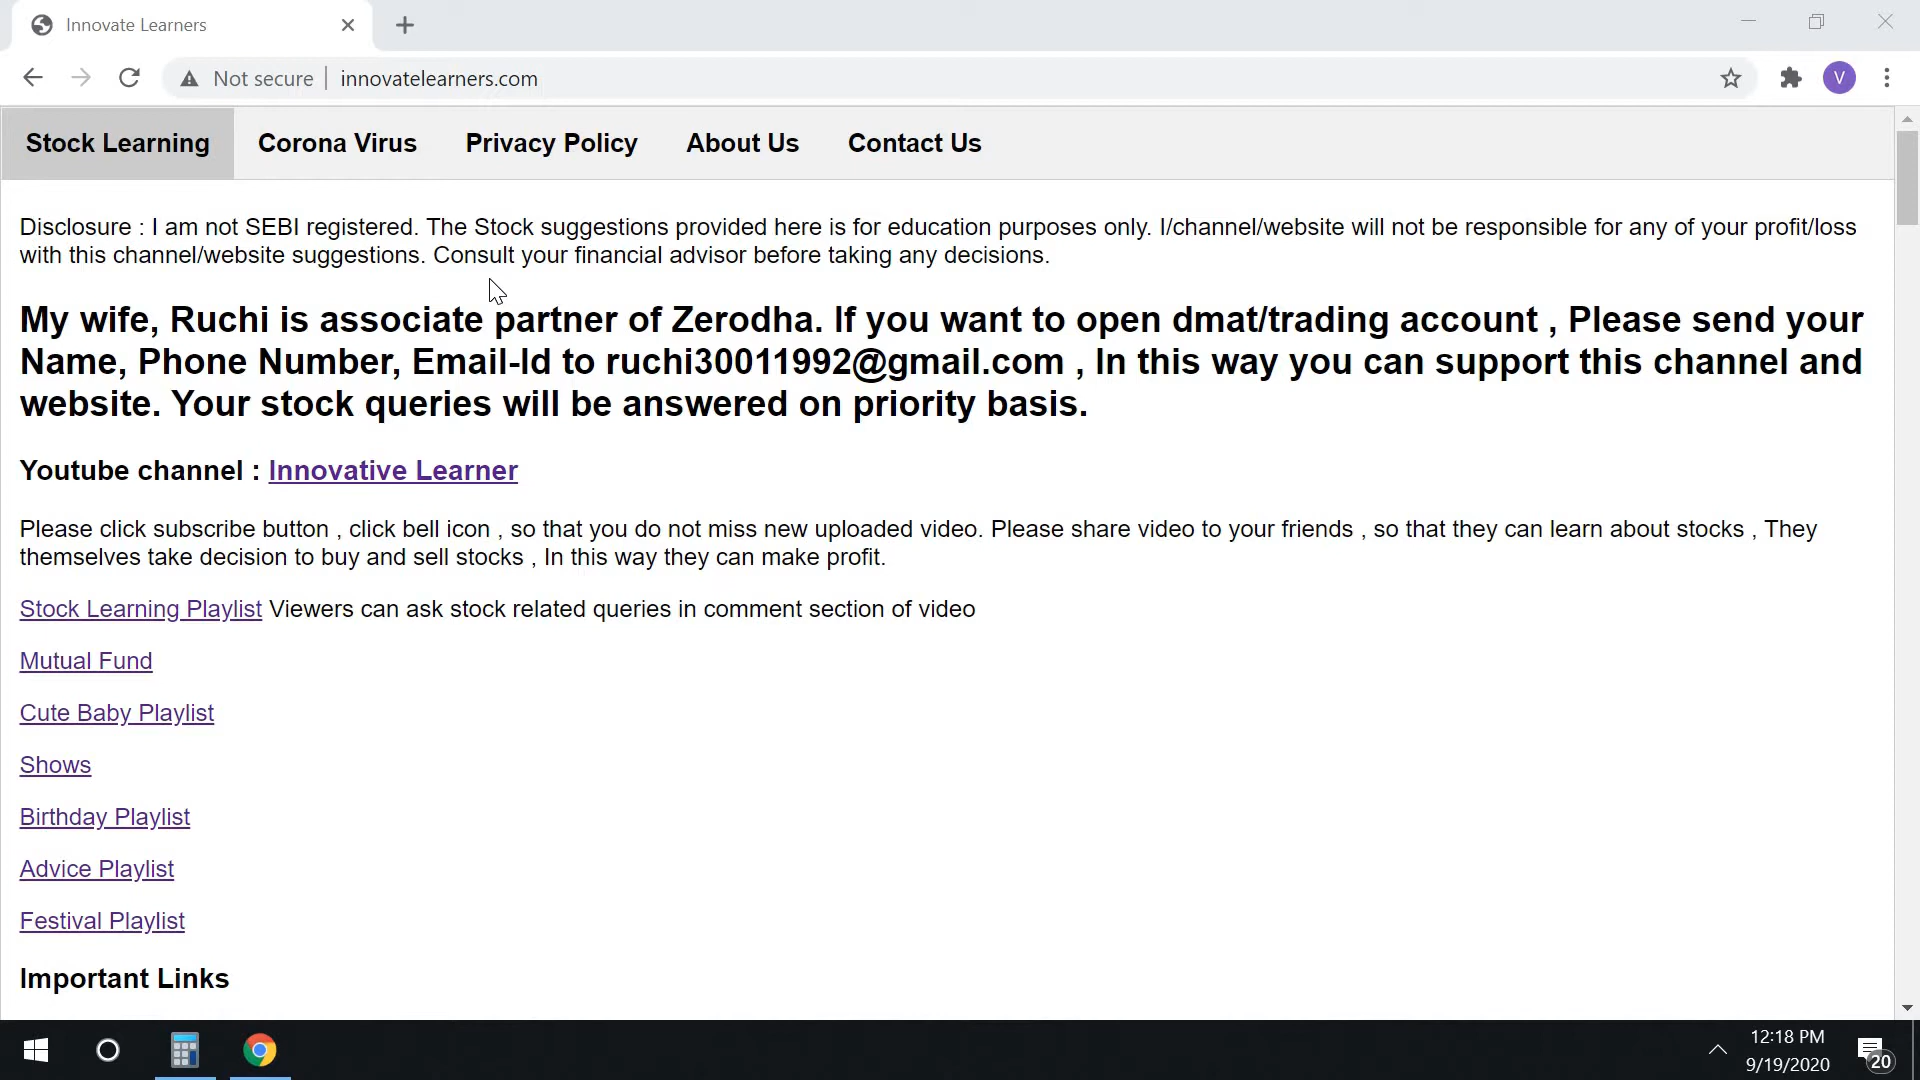 Innovate Learners
Not secure | innovatelearners.com
V
Stock Learning Corona Virus Privacy Policy About Us Contact Us
Disclosure : I am not SEBI registered. The Stock suggestions provided here is for education purposes only. I/channel/website will not be responsible for any of your profit/loss
with this channel/website suggestions. Consult your financial advisor before taking any decisions.
My wife, Ruchi is associate partner of Zerodha. If you want to open dmat/trading account , Please send your
Name, Phone Number, Email-Id to ruchi30011992@gmail.com , In this way you can support this channel and
website. Your stock queries will be answered on priority basis.
Youtube channel : Innovative Learner
Please click subscribe button , click bell icon , so that you do not miss new uploaded video. Please share video to your friends , so that they can learn about stocks , They
themselves take decision to buy and sell stocks , In this way they can make profit.
Stock Learning Playlist Viewers can ask stock related queries in comment section of video
Mutual Fund
Cute Baby Playlist
Shows
Birthday Playlist
Advice Playlist
Festival Playlist
Important Links
12:18 PM
9/19/2020
20